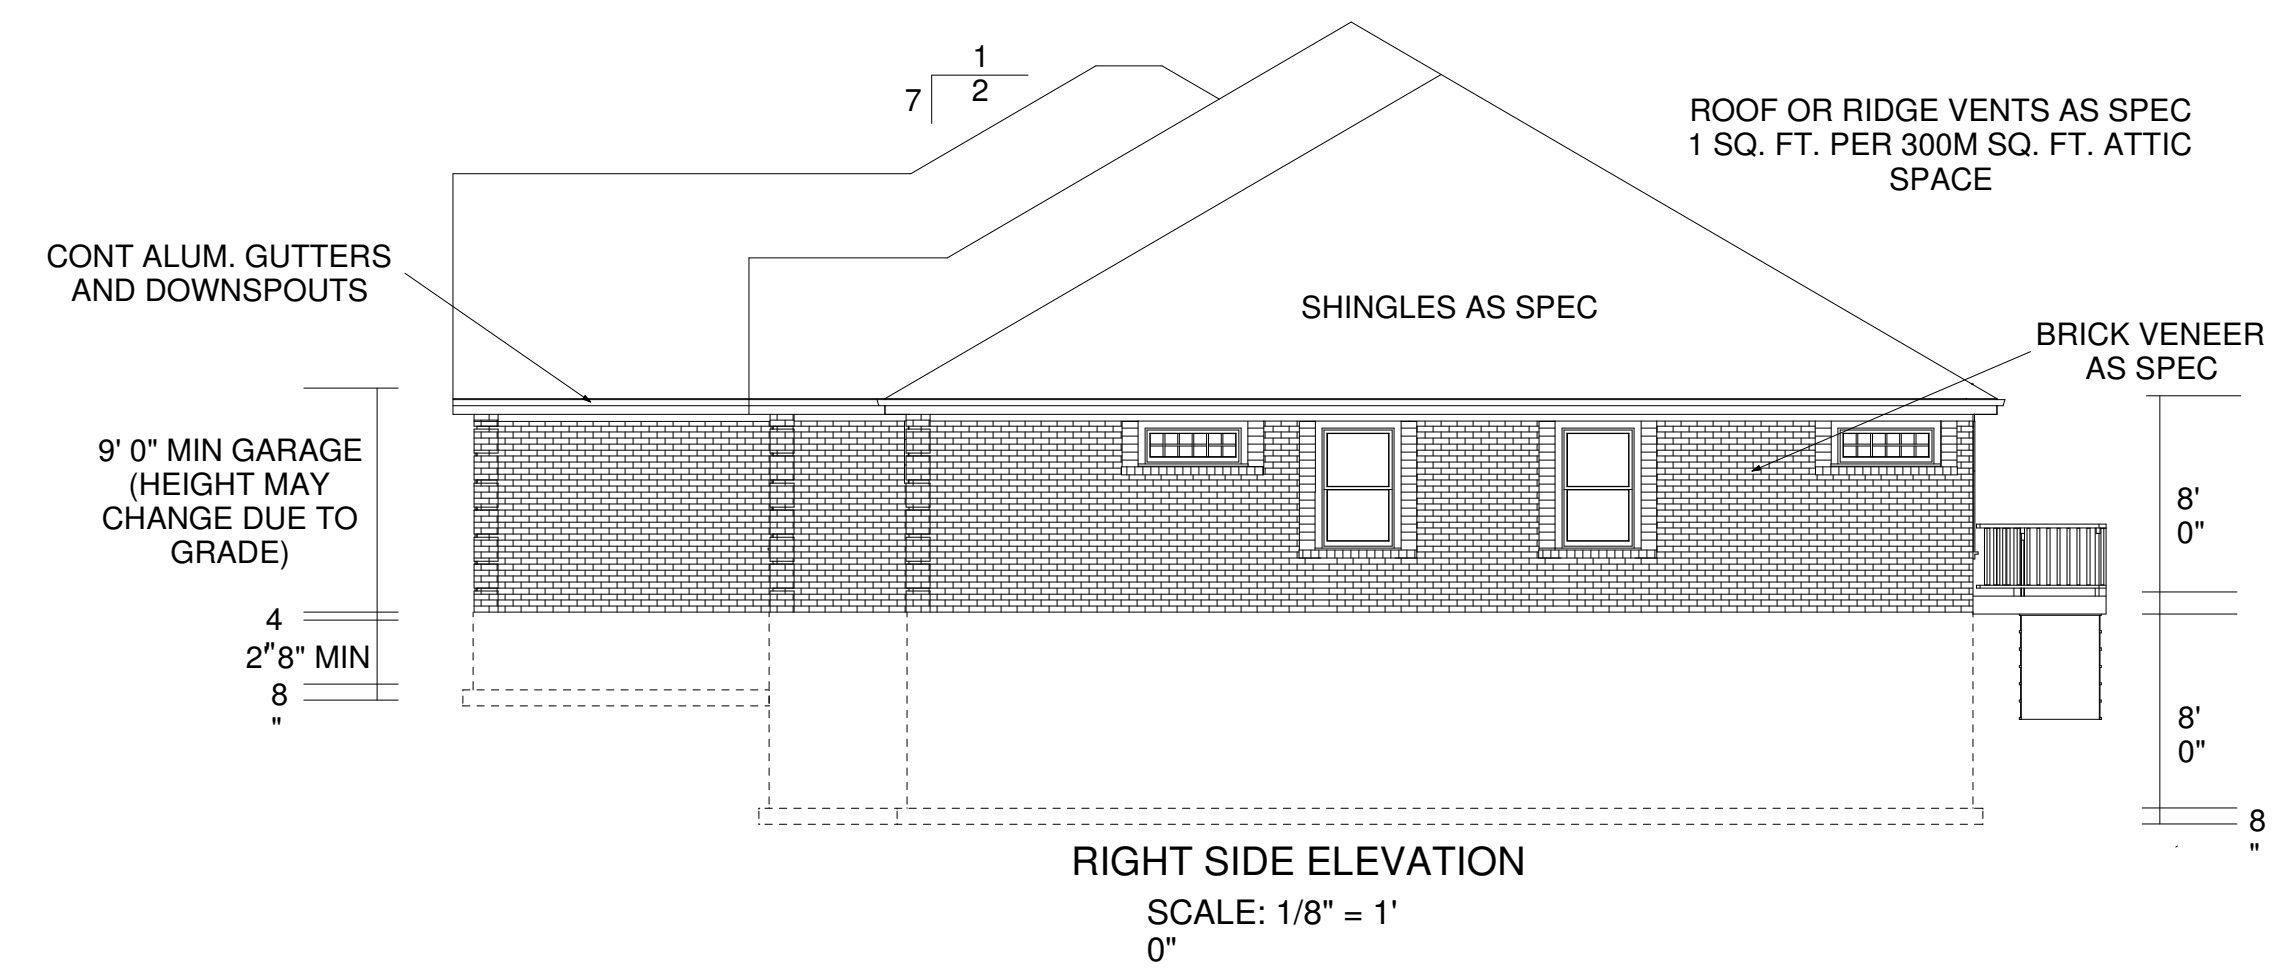 1
2
7
ROOF OR RIDGE VENTS AS SPEC
1 SQ. FT. PER 300M SQ. FT. ATTIC
SPACE
CONT ALUM. GUTTERS
AND DOWNSPOUTS
SHINGLES AS SPEC
BRICK VENEER
AS SPEC
9' 0" MIN GARAGE
(HEIGHT MAY
CHANGE DUE TO
GRADE)
8'
0"
4
"
2' 8" MIN
8
"
8'
0"
8
"
RIGHT SIDE ELEVATION
SCALE: 1/8" = 1'
0"